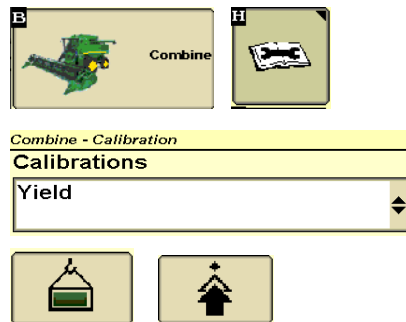 B
Combine
H
Combine - Calibration
Calibrations
Yield